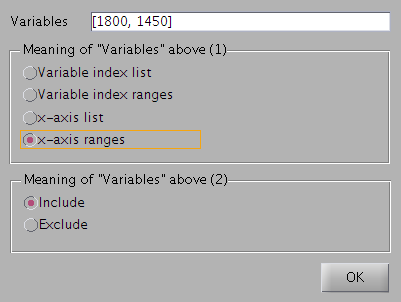 Variables [1800, 1450]
Meaning of "Variables" above (1)
Variable index list
Variable index ranges
x-axis list
x-axis ranges
Meaning of "Variables" above (2)
Include
Exclude
OK